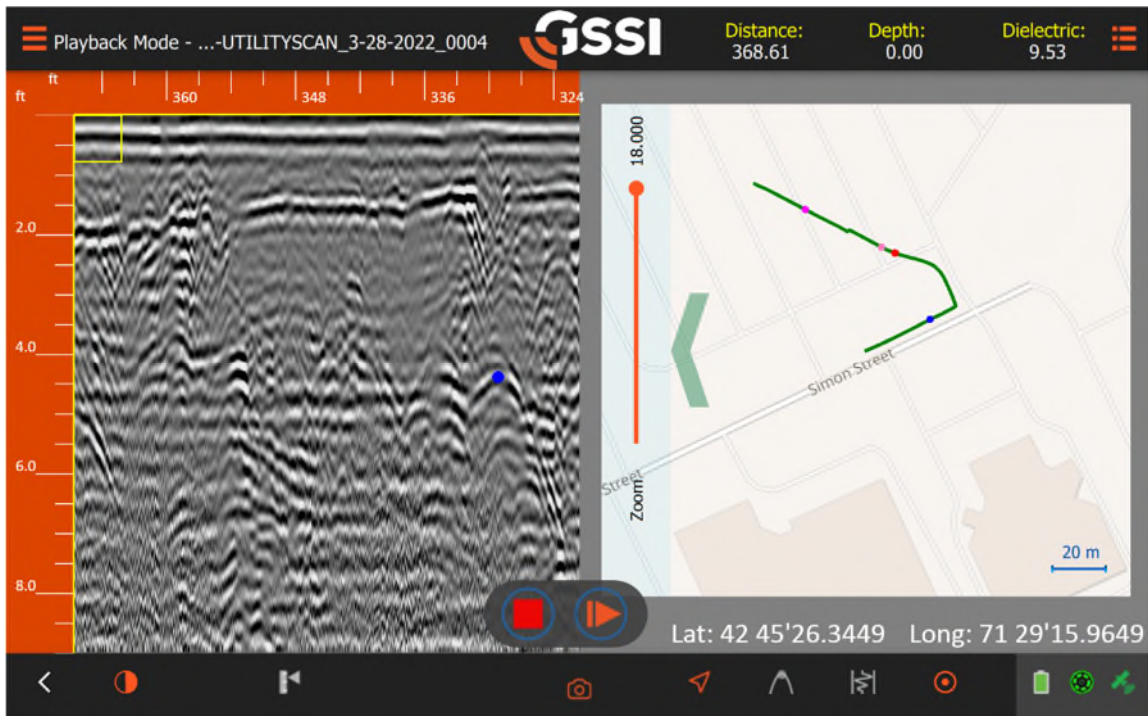 Playback Mode - ...-UTILITYSCAN_3-28-2022_0004
GSSI
Distance:
368.61
Depth:
0.00
Dielectric:
9.53
ft
ft
360
348
336
324
2.0
4.0
6.0
8.0
18.000
Zoom
Simon Street
Street
20 m
Lat: 42 45'26.3449 Long: 71 29'15.9649